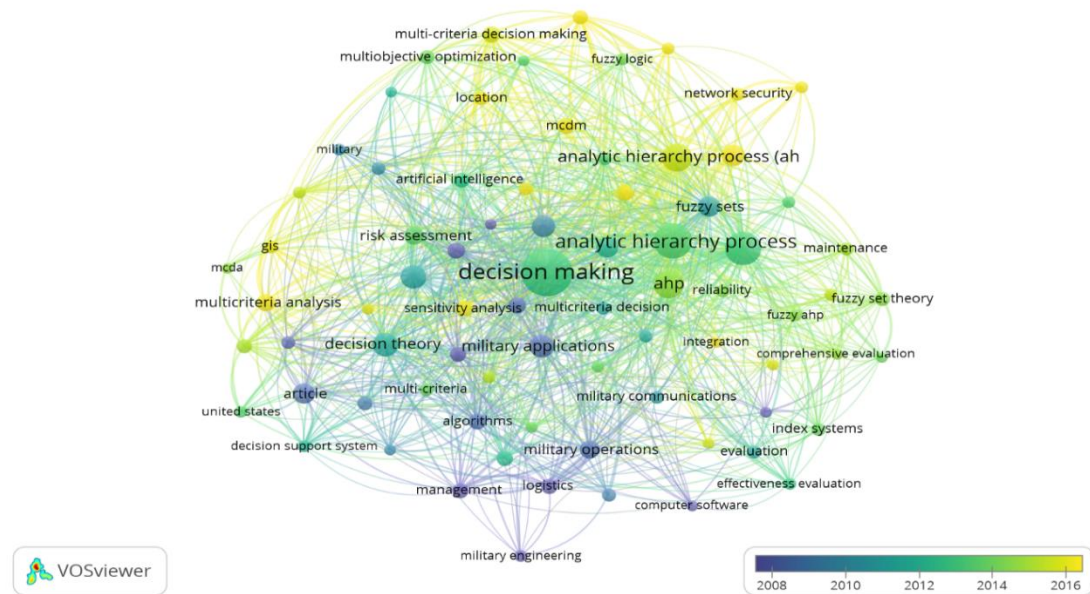 multi-criteria decision making
multiobjective optimization
fuzzy logic
location
network security
mcdm
military
analytic hierarchy process (ah
artificial intelligence
fuzzy sets
risk assessment
analytic hierarchy process
gis
maintenance
mcda
decision making
ahp
reliability
multicriteria analysis
sensitivity analysis
multicriteria decision
fuzzy set theory
fuzzy ahp
decision theory
military applications
integration
comprehensive evaluation
article
multi-criteria
military communications
united states
algorithms
index systems
decision support system
military operations
evaluation
management
logistics
effectiveness evaluation
computer software
military engineering
VOSviewer
2008 2010 2012 2014 2016